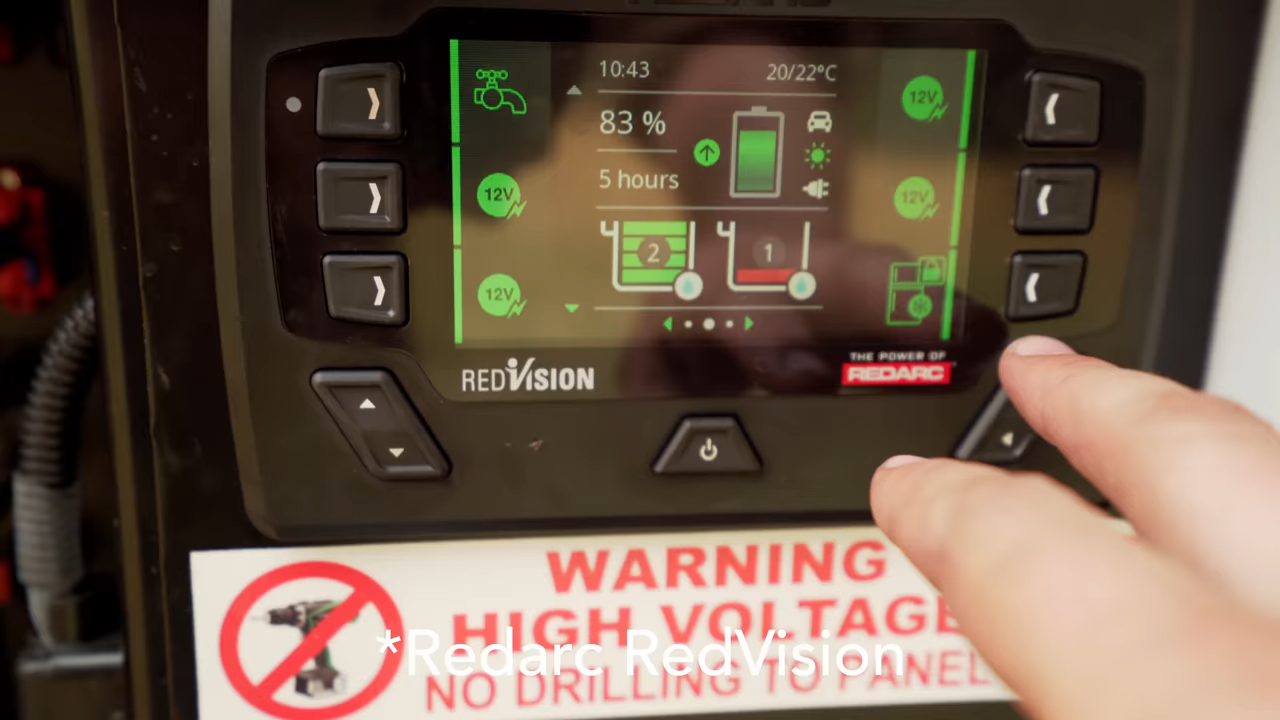 10:43 20/22°C
83 %
5 hours
12V
12V
12V
12V
2 1
REDVISION
THE POWER OF
REDARC
WARNING
HIGH VOLTAGE
NO DRILLING TO PANEL
*Redarc RedVision